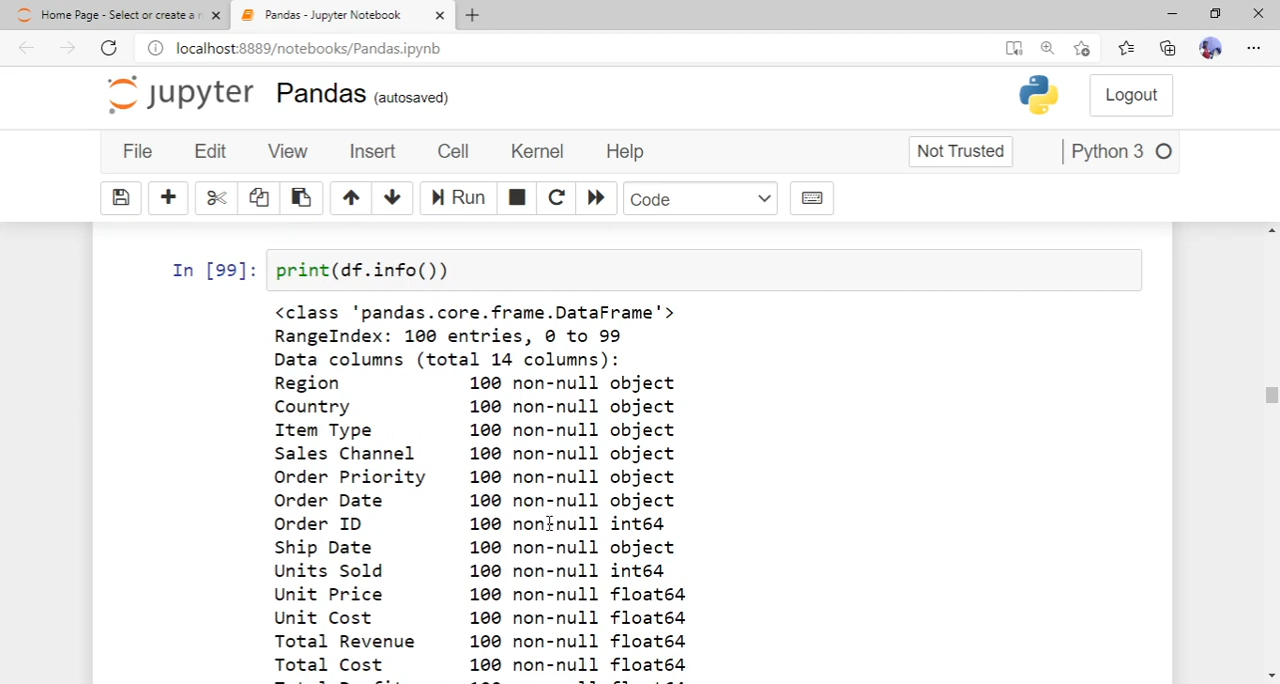 Home Page - Select or create a
Pandas - Jupyter Notebook
localhost:8889/notebooks/Pandas.ipynb
jupyter Pandas (autosaved)
Logout
File Edit View Insert Cell Kernel Help
Not Trusted
Python 3
Run
Code
In [99]: print(df.info())
<class 'pandas.core.frame.DataFrame'>
RangeIndex: 100 entries, 0 to 99
Data columns (total 14 columns):
Region 100 non-null object
Country 100 non-null object
Item Type 100 non-null object
Sales Channel 100 non-null object
Order Priority 100 non-null object
Order Date 100 non-null object
Order ID 100 non-null int64
Ship Date 100 non-null object
Units Sold 100 non-null int64
Unit Price 100 non-null float64
Unit Cost 100 non-null float64
Total Revenue 100 non-null float64
Total Cost 100 non-null float64